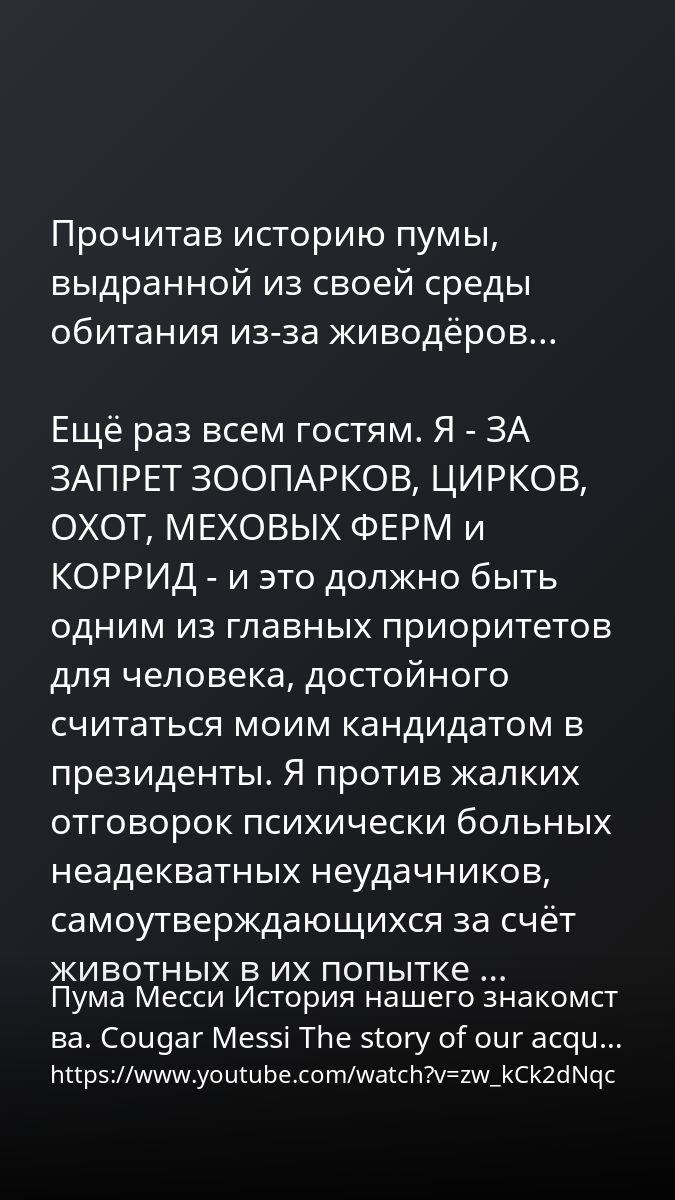 Прочитав историю пумы,
выдранной из своей среды
обитания из-за живодёров...
Ещё раз всем гостям. Я - ЗА
ЗАПРЕТ ЗООПАРКОВ, ЦИРКОВ,
ОХОТ, МЕХОВЫХ ФЕРМ и
КОРРИД - и это должно быть
одним из главных приоритетов
для человека, достойного
считаться моим кандидатом в
президенты. Я против жалких
отговорок психически больных
неадекватных неудачников,
самоутверждающихся за счёт
животных в их попытке ...
Пума Месси История нашего знакомст
ва. Cougar Messi The story of our acqu...
https://www.youtube.com/watch?v=zw_kCk2dNqc